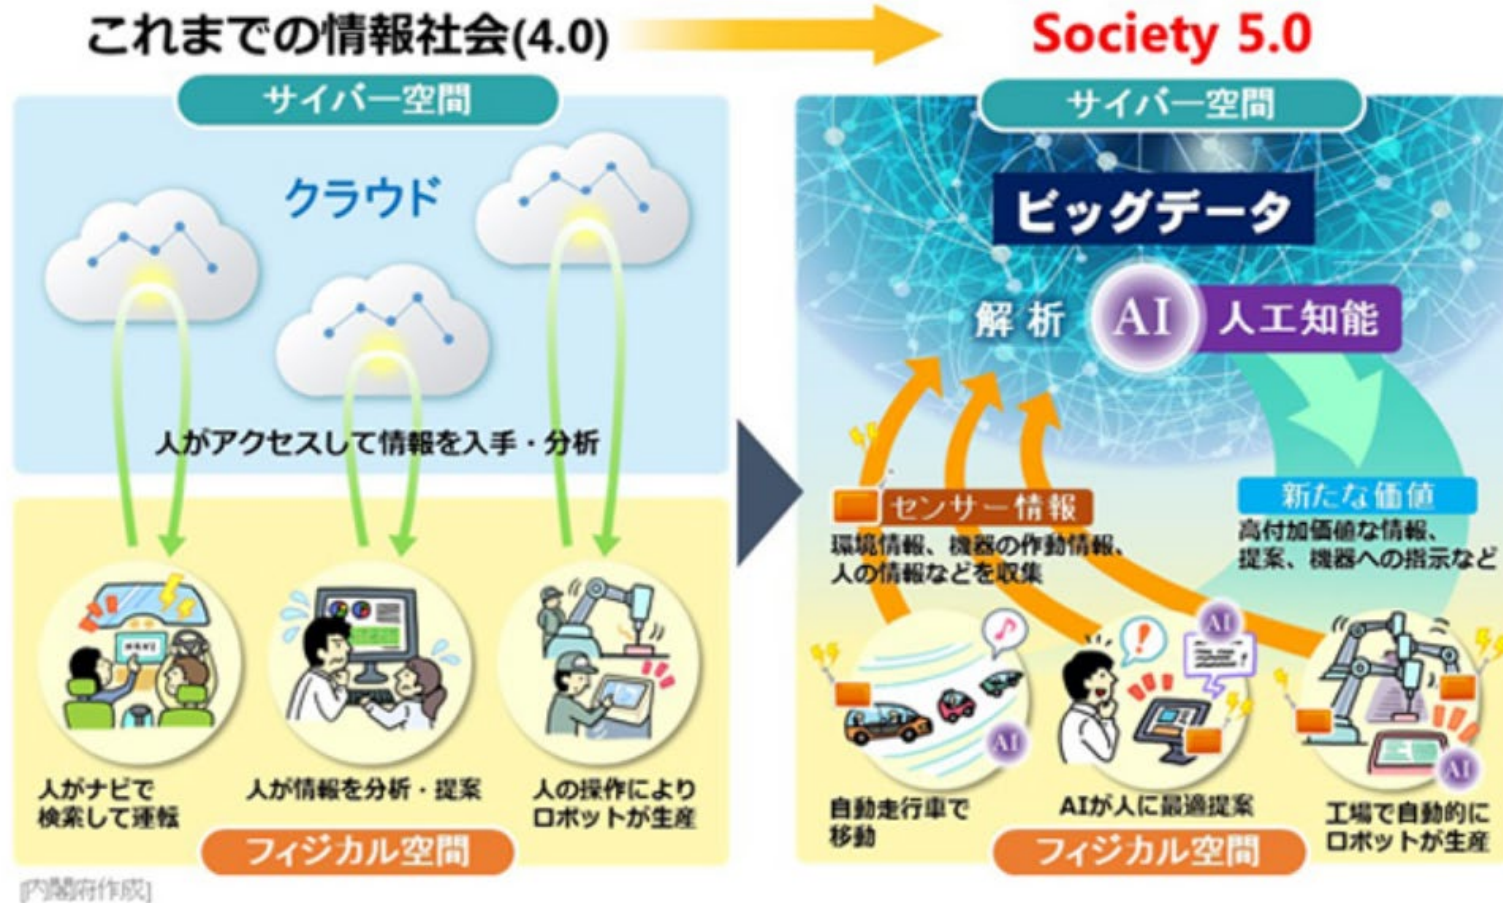 これまでの情報社会(4.0)
Society 5.0
サイバー空間
クラウド
人がアクセスして情報を入手・分析
人がナビで
検索して運転
人が情報を分析・提案
人の操作により
ロボットが生産
フィジカル空間
サイバー空間
ビッグデータ
解析
AI
人工知能
センサー情報
環境情報、機器の作動情報、
人の情報などを収集
新たな価値
高付加価値な情報、
提案、機器への指示など
AI
AI
AI
自動走行車で
移動
AIが人に最適提案
工場で自動的に
ロボットが生産
フィジカル空間
[内閣府作成]